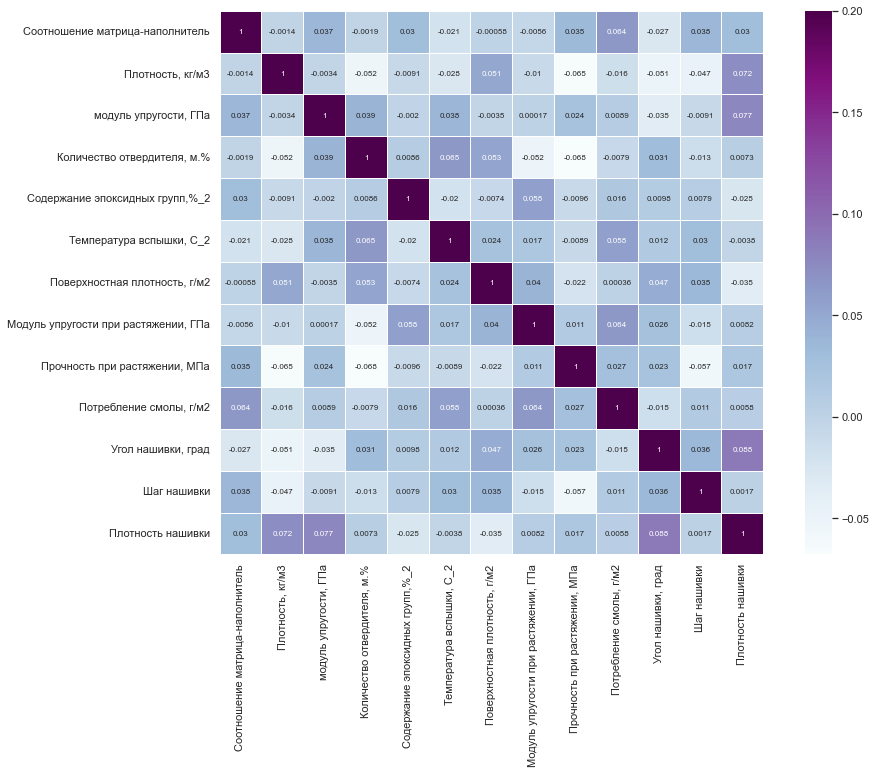 Соотношение матрица-наполнитель 1 -0.0014 0.037 -0.0019 0.03 -0.021 -0.00058 -0.0056 0.035 0.064 -0.027 0.038 0.03
Плотность, кг/м3 -0.0014 1 -0.0034 -0.052 -0.0091 -0.028 0.051 -0.01 -0.065 -0.016 -0.051 -0.047 0.072
модуль упругости, ГПа 0.037 -0.0034 1 0.039 -0.002 0.038 -0.0035 0.00017 0.024 0.0089 -0.035 -0.0091 0.077
Количество отвердителя, м.% -0.0019 -0.052 0.039 1 0.0086 0.065 0.053 -0.052 -0.068 -0.0079 0.031 -0.013 0.0073
Содержание эпоксидных групп,%_2 0.03 -0.0091 -0.002 0.0086 1 -0.02 -0.0074 0.058 -0.0096 0.016 0.0098 0.0079 -0.025
Температура вспышки, С_2 -0.021 -0.028 0.038 0.065 -0.02 1 0.024 0.017 -0.0089 0.058 0.012 0.03 -0.0038
Поверхностная плотность, г/м2 -0.00058 0.051 -0.0035 0.053 -0.0074 0.024 1 0.04 -0.022 0.00036 0.047 0.035 -0.035
Модуль упругости при растяжении, ГПа -0.0056 -0.01 0.00017 -0.052 0.058 0.017 0.04 1 0.011 0.064 0.026 -0.015 0.0082
Прочность при растяжении, МПа 0.035 -0.065 0.024 -0.068 -0.0096 -0.0089 -0.022 0.011 1 0.027 0.023 -0.057 0.017
Потребление смолы, г/м2 0.064 -0.016 0.0089 -0.0079 0.016 0.058 0.00036 0.064 0.027 1 -0.015 0.011 0.0058
Угол нашивки, град -0.027 -0.051 -0.035 0.031 0.0098 0.012 0.047 0.026 0.023 -0.015 1 0.036 0.088
Шаг нашивки 0.038 -0.047 -0.0091 -0.013 0.0079 0.03 0.035 -0.015 -0.057 0.011 0.036 1 0.0017
Плотность нашивки 0.03 0.072 0.077 0.0073 -0.025 -0.0038 -0.035 0.0082 0.017 0.0058 0.088 0.0017 1
Соотношение матрица-наполнитель
Плотность, кг/м3
модуль упругости, ГПа
Количество отвердителя, м.%
Содержание эпоксидных групп,%_2
Температура вспышки, С_2
Поверхностная плотность, г/м2
Модуль упругости при растяжении, ГПа
Прочность при растяжении, МПа
Потребление смолы, г/м2
Угол нашивки, град
Шаг нашивки
Плотность нашивки
0.20
0.15
0.10
0.05
0.00
−0.05